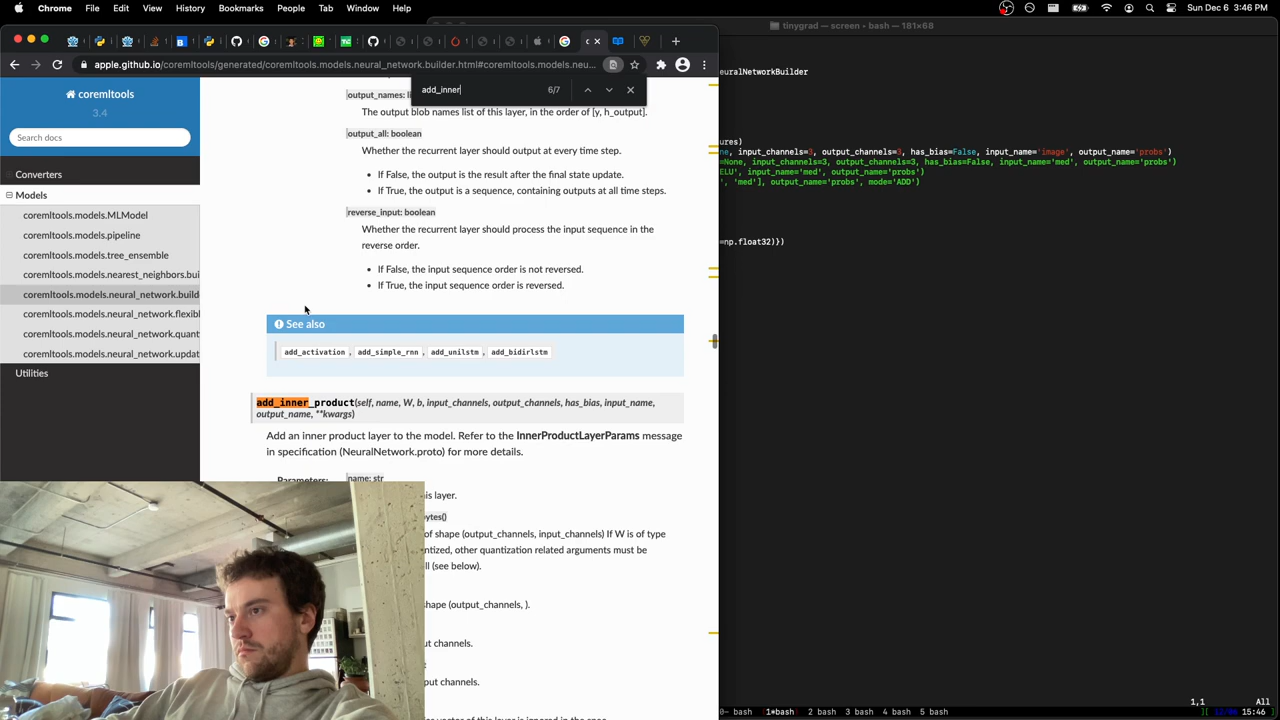 Chrome File Edit View History Bookmarks People Tab Window Help
Sun Dec 6 3:46 PM
tinygrad — screen ▸ bash — 181×68
apple.github.io/coremltools/generated/coremltools.models.neural_network.builder.html#coremltools.models.neu...
add_inner 6/7
coremltools
3.4
Search docs
Converters
Models
coremltools.models.MLModel
coremltools.models.pipeline
coremltools.models.tree_ensemble
coremltools.models.nearest_neighbors.bui
coremltools.models.neural_network.build
coremltools.models.neural_network.flexib
coremltools.models.neural_network.quant
coremltools.models.neural_network.updat
Utilities
output_names: li
The output blob names list of this layer, in the order of [y, h_output].
output_all: boolean
Whether the recurrent layer should output at every time step.
• If False, the output is the result after the final state update.
• If True, the output is a sequence, containing outputs at all time steps.
reverse_input: boolean
Whether the recurrent layer should process the input sequence in the
reverse order.
• If False, the input sequence order is not reversed.
• If True, the input sequence order is reversed.
See also
add_activation, add_simple_rnn, add_unilstm, add_bidirlstm
add_inner_product(self, name, W, b, input_channels, output_channels, has_bias, input_name,
output_name, **kwargs)
Add an inner product layer to the model. Refer to the InnerProductLayerParams message
in specification (NeuralNetwork.proto) for more details.
Parameters: name: str
is layer.
bytes()
of shape (output_channels, input_channels) If W is of type
ntized, other quantization related arguments must be
ll (see below).
shape (output_channels, ).
ut channels.
put channels.
euralNetworkBuilder
ures)
ne, input_channels=3, output_channels=3, has_bias=False, input_name='image', output_name='probs')
=None, input_channels=3, output_channels=3, has_bias=False, input_name='med', output_name='probs')
ELU', input_name='med', output_name='probs')
', 'med'], output_name='probs', mode='ADD')
=np.float32)})
1,1
0- bash 1*bash 2 bash 3 bash 4 bash 5 bash
15:46